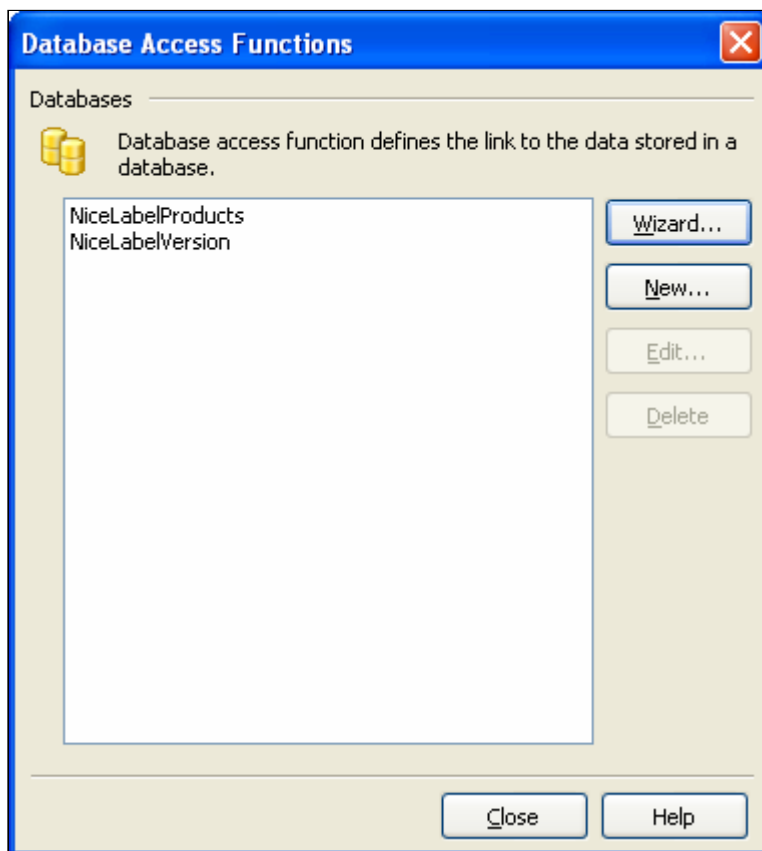 Database Access Functions
Databases
Database access function defines the link to the data stored in a
database.
NiceLabelProducts
NiceLabelVersion
Wizard...
New...
Edit...
Delete
Close
Help